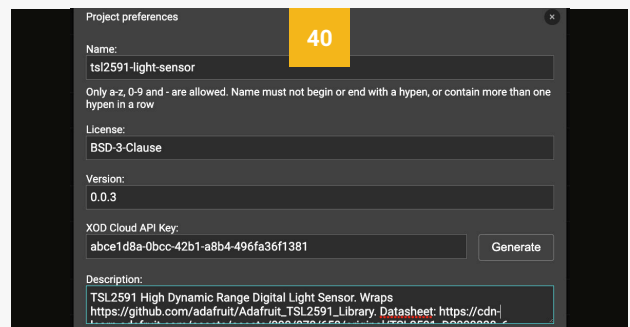 Project preferences
40
Name:
tsl2591-light-sensor
Only a-z, 0-9 and - are allowed. Name must not begin or end with a hypen, or contain more than one
hypen in a row
License:
BSD-3-Clause
Version:
0.0.3
XOD Cloud API Key:
abce1d8a-0bcc-42b1-a8b4-496fa36f1381
Generate
Description:
TSL2591 High Dynamic Range Digital Light Sensor. Wraps
https://github.com/adafruit/Adafruit_TSL2591_Library. Datasheet: https://cdn-